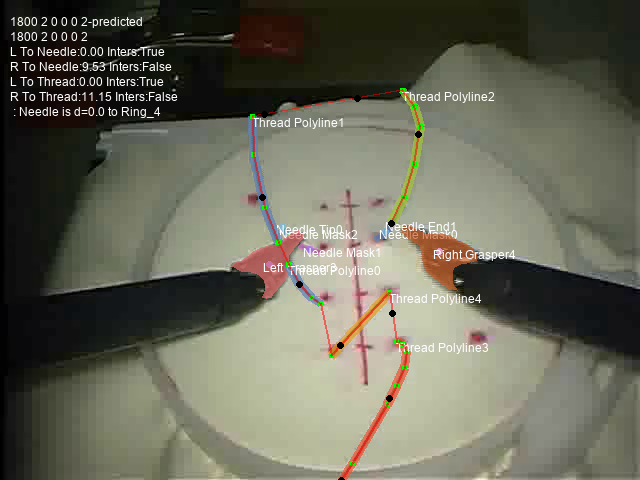 1800 2 0 0 0 2-predicted
1800 2 0 0 0 2
L To Needle:0.00 Inters:True
R To Needle:9.53 Inters:False
L To Thread:0.00 Inters:True
R To Thread:11.15 Inters:False
: Needle is d=0.0 to Ring_4
Thread Polyline2
Thread Polyline1
Needle Tip0
Needle End1
Needle Mask2
Needle Mask0
Needle Mask1
Right Grasper4
Left Grasper3
Thread Polyline0
Thread Polyline4
Thread Polyline3